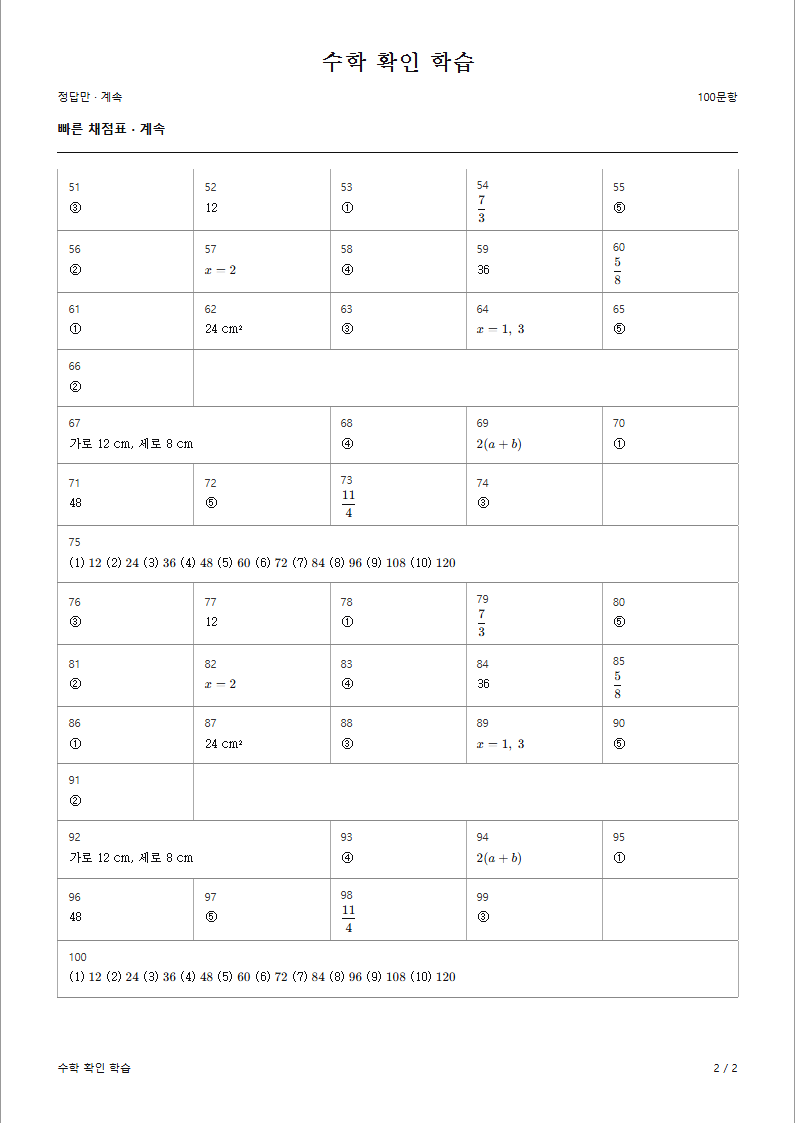 수학 확인 학습
정답만 · 계속 100문항
빠른 채점표 · 계속
51 52 53 54 55
③ 12 ① 7/3 ⑤
56 57 58 59 60
② x = 2 ④ 36 5/8
61 62 63 64 65
① 24 cm² ③ x = 1, 3 ⑤
66
②
67 68 69 70
가로 12 cm, 세로 8 cm ④ 2(a + b) ①
71 72 73 74
48 ⑤ 11/4 ③
75
(1) 12 (2) 24 (3) 36 (4) 48 (5) 60 (6) 72 (7) 84 (8) 96 (9) 108 (10) 120
76 77 78 79 80
③ 12 ① 7/3 ⑤
81 82 83 84 85
② x = 2 ④ 36 5/8
86 87 88 89 90
① 24 cm² ③ x = 1, 3 ⑤
91
②
92 93 94 95
가로 12 cm, 세로 8 cm ④ 2(a + b) ①
96 97 98 99
48 ⑤ 11/4 ③
100
(1) 12 (2) 24 (3) 36 (4) 48 (5) 60 (6) 72 (7) 84 (8) 96 (9) 108 (10) 120
수학 확인 학습 2 / 2